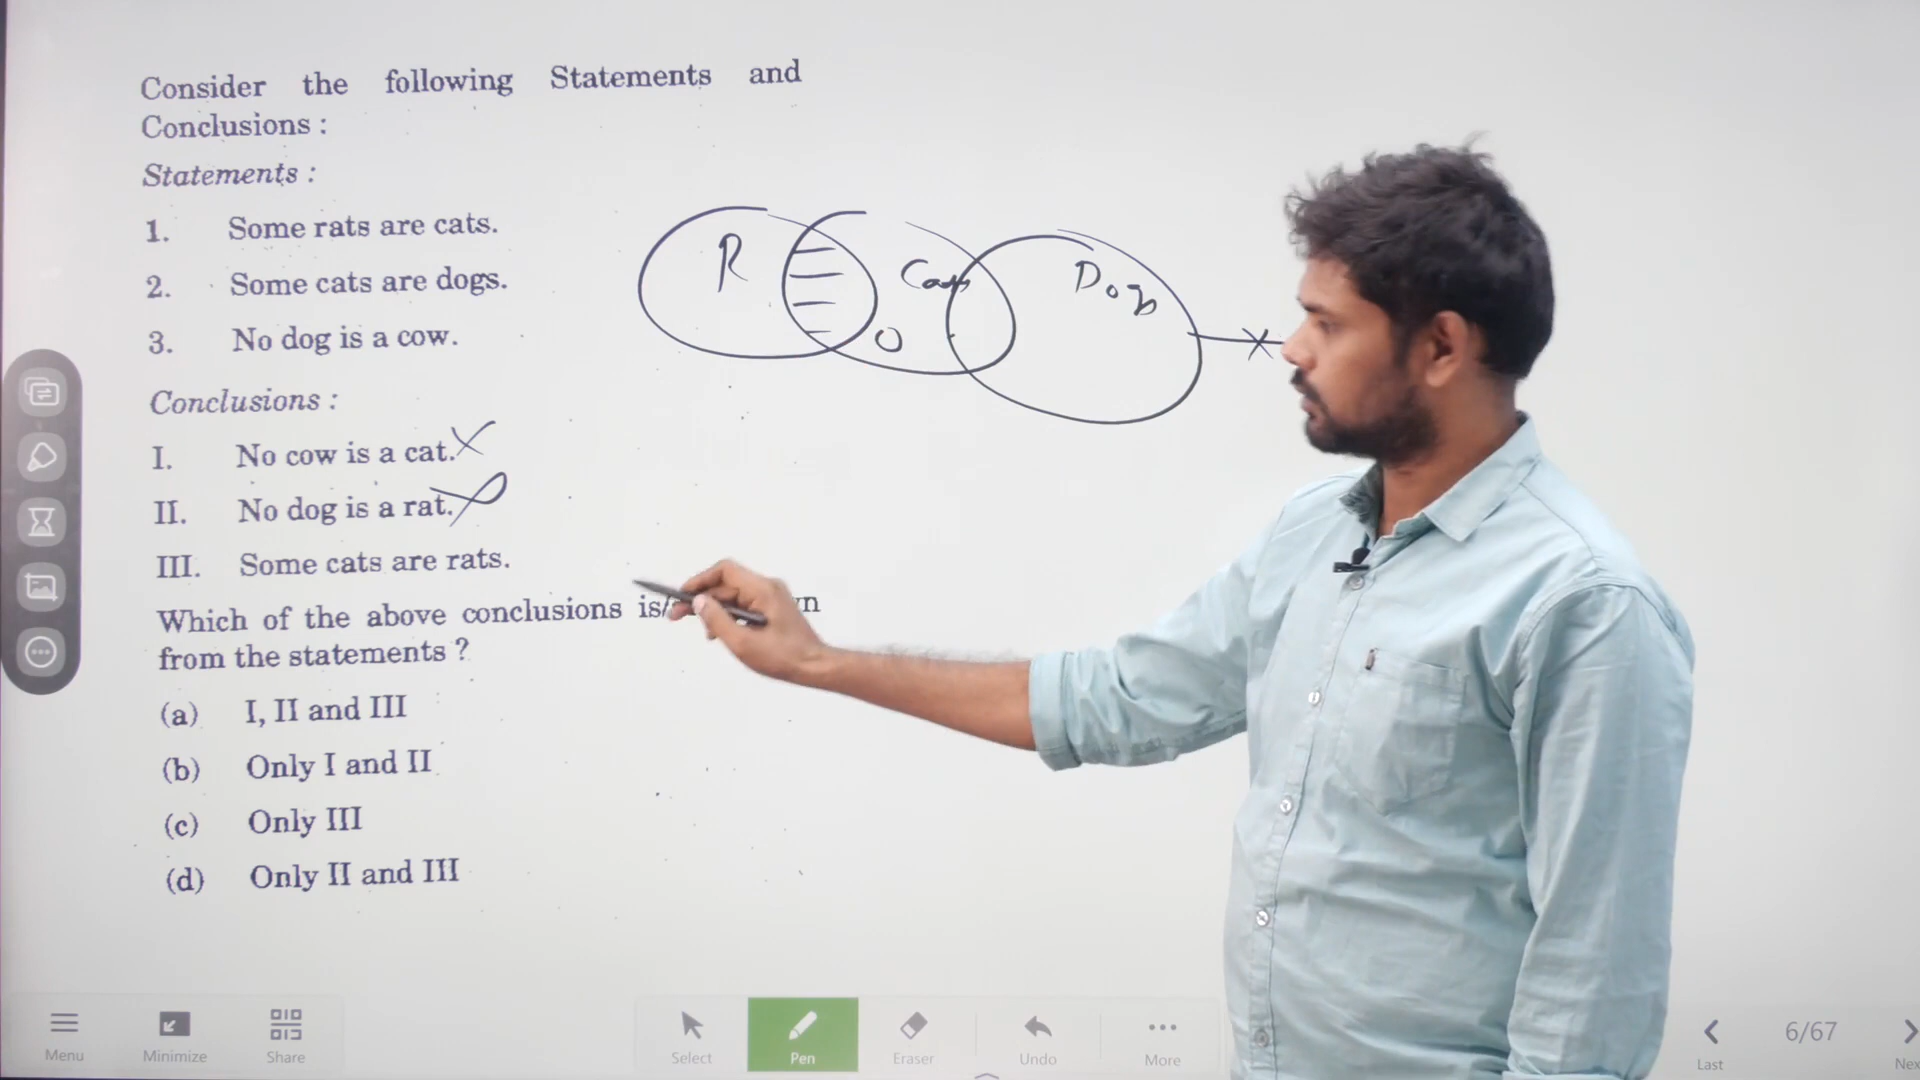 Consider the following Statements and
Conclusions :
Statements :
1. Some rats are cats.
2. Some cats are dogs.
3. No dog is a cow.
Conclusions :
I. No cow is a cat.
II. No dog is a rat.
III. Some cats are rats.
Which of the above conclusions is/
from the statements ?
(a) I, II and III
(b) Only I and II
(c) Only III
(d) Only II and III
R
Dog
Menu
Minimize
Share
Select
Pen
Eraser
Undo
More
Last
6/67